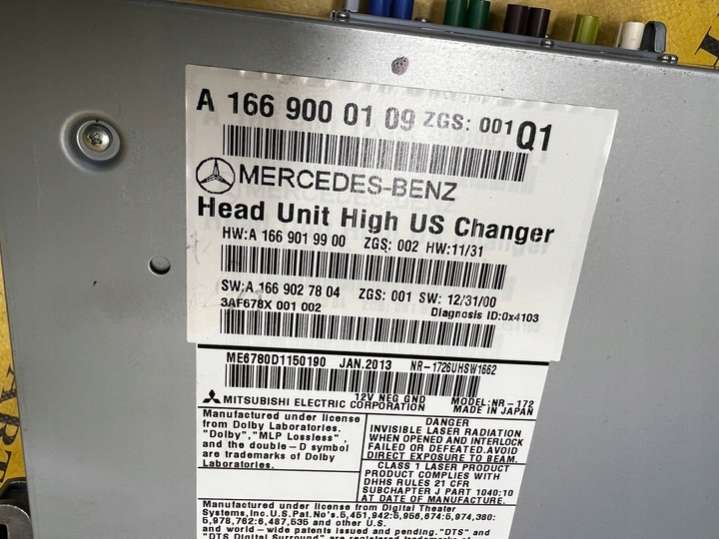 A 166 900 01 09 ZGS: 001 Q1
MERCEDES-BENZ
Head Unit High US Changer
HW:A 166 901 99 00 ZGS: 002 HW:11/31
SW:A 166 902 78 04 ZGS: 001 SW: 12/31/00
3AF678X 001 002 Diagnosis ID:0x4103
ME6780D1150190 JAN.2013 NR-1726UHSW1662
12V NEG GND MODEL:NR-172
MITSUBISHI ELECTRIC CORPORATION MADE IN JAPAN
Manufactured under license
from Dolby Laboratories.
"Dolby","MLP Lossless",
and the double-D symbol
are trademarks of Dolby
Laboratories.
DANGER
INVISIBLE LASER RADIATION
WHEN OPENED AND INTERLOCK
FAILED OR DEFEATED.AVOID
DIRECT EXPOSURE TO BEAM.
CLASS 1 LASER PRODUCT
PRODUCT COMPLIES WITH
DHHS RULES 21 CFR
SUBCHAPTER J PART 1040:10
AT DATE OF MANUFACTURE.
Manufactured under license from Digital Theater
Systems,Inc.U.S.Pat.No's.5,451,942:5,956,674:5,974,380:
5,978,762:6,487,535 and other U.S.
and world-wide patents issued and pending. "DTS" and
"DTS Digital Surround" are registered trademarks of